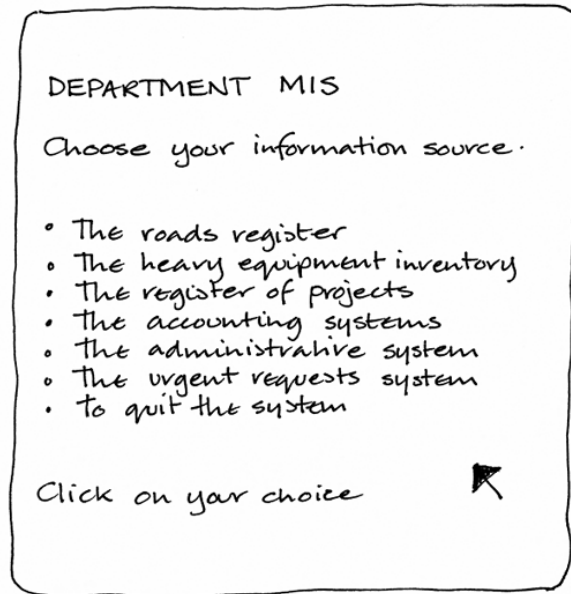 DEPARTMENT MIS
Choose your information source.
• The roads register
• The heavy equipment inventory
• The register of projects
• The accounting systems
• The administrative system
• The urgent requests system
• To quit the system
Click on your choice